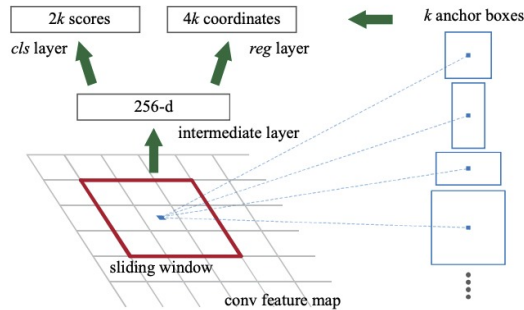 2k scores
4k coordinates
k anchor boxes
cls layer
reg layer
256-d
intermediate layer
sliding window
conv feature map